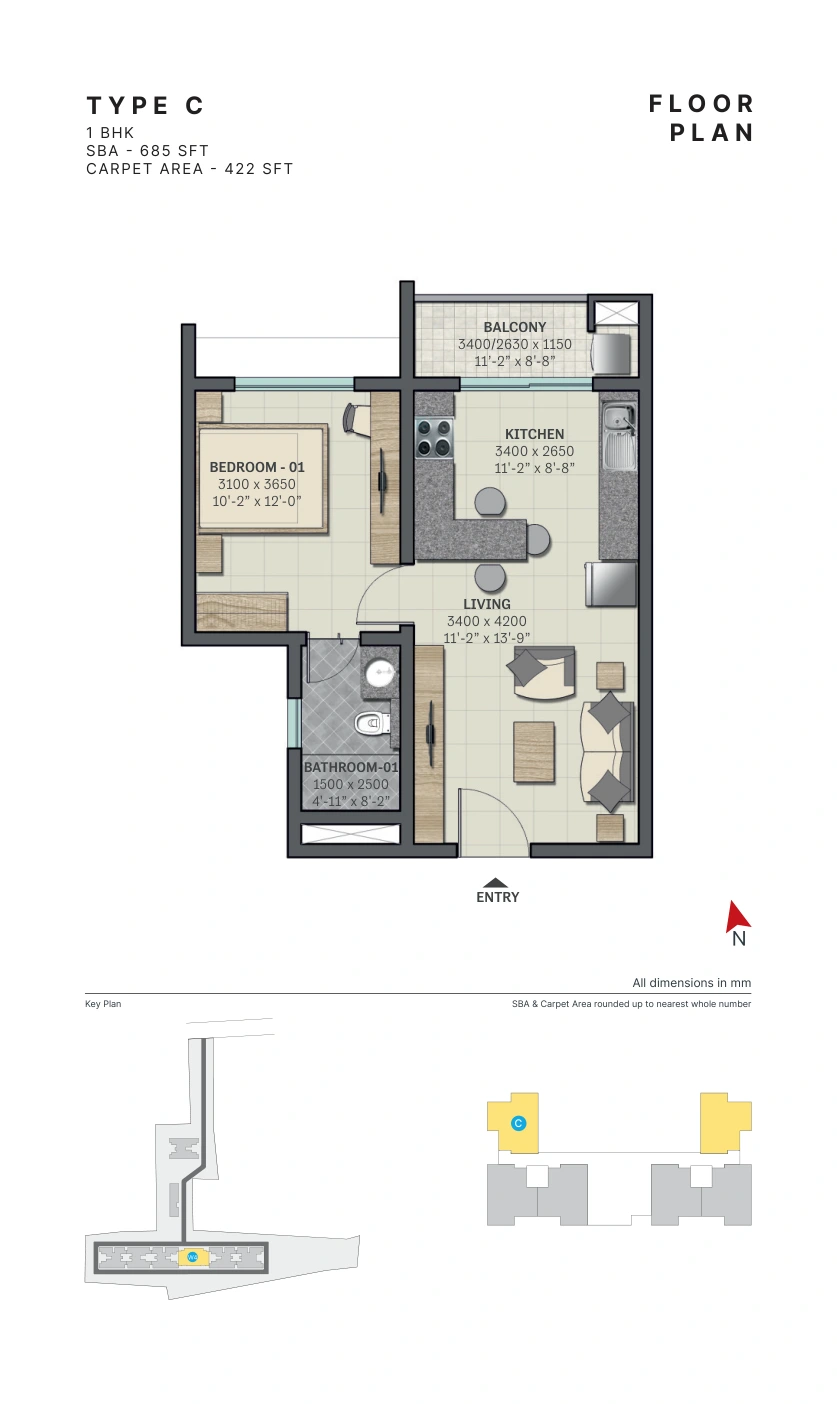 TYPE C
1 BHK
SBA - 685 SFT
CARPET AREA - 422 SFT
FLOOR
PLAN
BALCONY
3400/2630 x 1150
11'-2" x 8'-8"
KITCHEN
3400 x 2650
11'-2" x 8'-8"
BEDROOM - 01
3100 x 3650
10'-2" x 12'-0"
LIVING
3400 x 4200
11'-2" x 13'-9"
BATHROOM-01
1500 x 2500
4'-11" x 8'-2"
ENTRY
N
All dimensions in mm
Key Plan
SBA & Carpet Area rounded up to nearest whole number
C